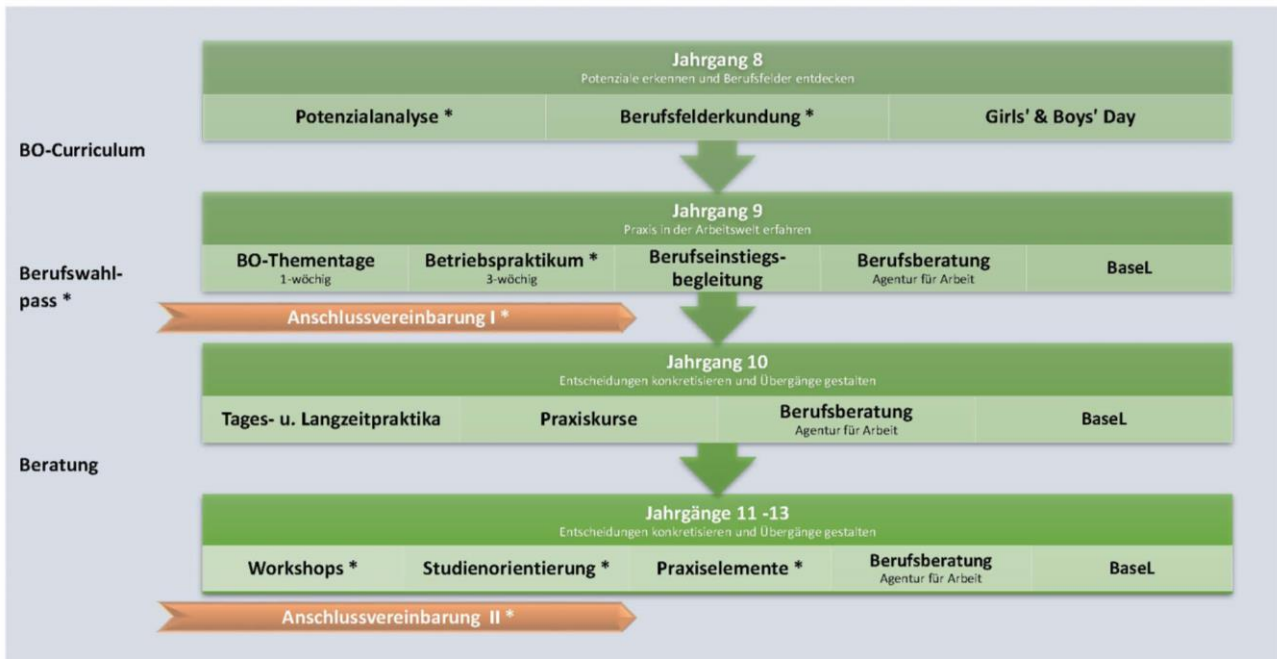 Jahrgang 8
Potenziale erkennen und Berufsfelder entdecken
Potenzialanalyse *
Berufsfelderkundung *
Girls' & Boys' Day
BO-Curriculum
Jahrgang 9
Praxis in der Arbeitswelt erfahren
BO-Thementage
1-wöchig
Betriebspraktikum *
3-wöchig
Berufseinstiegs-
begleitung
Berufsberatung
Agentur für Arbeit
BaseL
Berufswahl-
pass *
Anschlussvereinbarung I *
Jahrgang 10
Entscheidungen konkretisieren und Übergänge gestalten
Tages- u. Langzeitpraktika
Praxiskurse
Berufsberatung
Agentur für Arbeit
BaseL
Beratung
Jahrgänge 11 -13
Entscheidungen konkretisieren und Übergänge gestalten
Workshops *
Studienorientierung *
Praxiselemente *
Berufsberatung
Agentur für Arbeit
BaseL
Anschlussvereinbarung II *